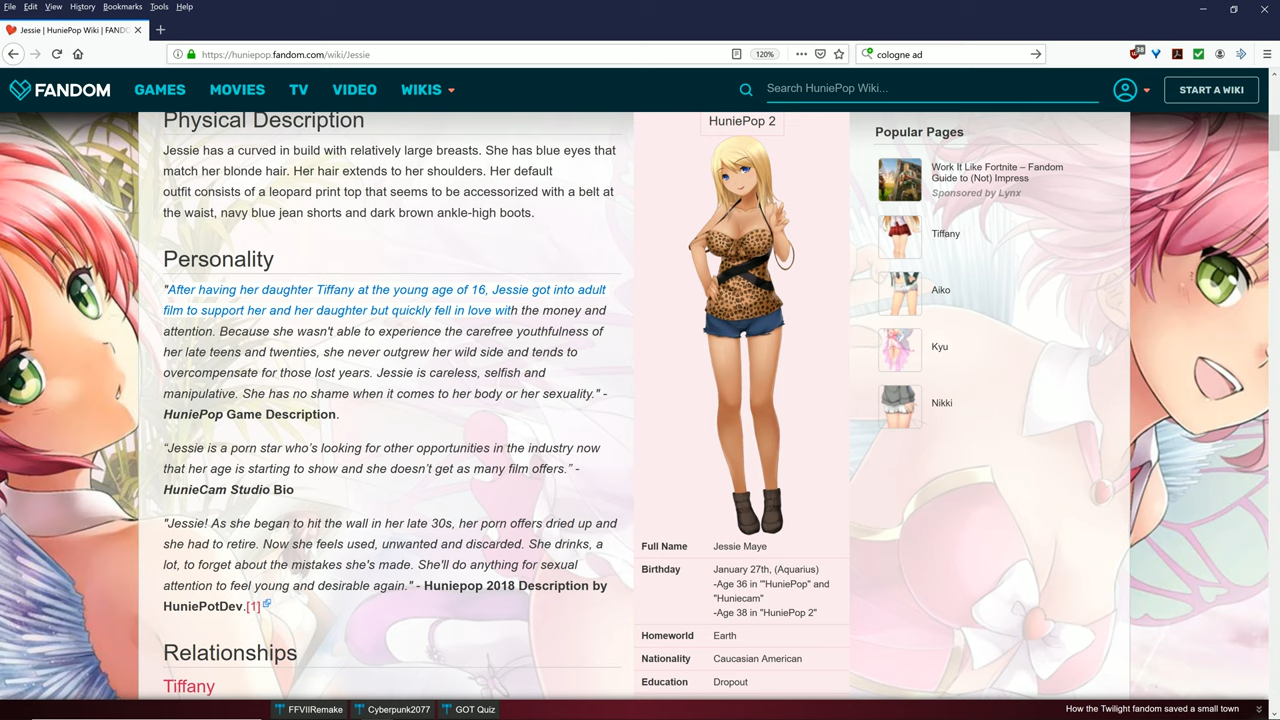 File Edit View History Bookmarks Tools Help
Jessie | HuniePop Wiki | FANDO
https://huniepop.fandom.com/wiki/Jessie
120%
38
cologne ad
FANDOM
GAMES MOVIES TV VIDEO WIKIS
Search HuniePop Wiki...
START A WIKI
Physical Description
Jessie has a curved in build with relatively large breasts. She has blue eyes that
match her blonde hair. Her hair extends to her shoulders. Her default
outfit consists of a leopard print top that seems to be accessorized with a belt at
the waist, navy blue jean shorts and dark brown ankle-high boots.
Personality
"After having her daughter Tiffany at the young age of 16, Jessie got into adult
film to support her and her daughter but quickly fell in love with the money and
attention. Because she wasn't able to experience the carefree youthfulness of
her late teens and twenties, she never outgrew her wild side and tends to
overcompensate for those lost years. Jessie is careless, selfish and
manipulative. She has no shame when it comes to her body or her sexuality." -
HuniePop Game Description.
“Jessie is a porn star who’s looking for other opportunities in the industry now
that her age is starting to show and she doesn’t get as many film offers.” -
HunieCam Studio Bio
"Jessie! As she began to hit the wall in her late 30s, her porn offers dried up and
she had to retire. Now she feels used, unwanted and discarded. She drinks, a
lot, to forget about the mistakes she's made. She'll do anything for sexual
attention to feel young and desirable again." - Huniepop 2018 Description by
HuniePotDev.[1]
Relationships
Tiffany
HuniePop 2
Full Name Jessie Maye
Birthday January 27th, (Aquarius)
-Age 36 in '"HuniePop" and
"Huniecam"
-Age 38 in "HuniePop 2"
Homeworld Earth
Nationality Caucasian American
Education Dropout
Popular Pages
Work It Like Fortnite – Fandom
Guide to (Not) Impress
Sponsored by Lynx
Tiffany
Aiko
Kyu
Nikki
FFVIIRemake Cyberpunk2077 GOT Quiz
How the Twilight fandom saved a small town